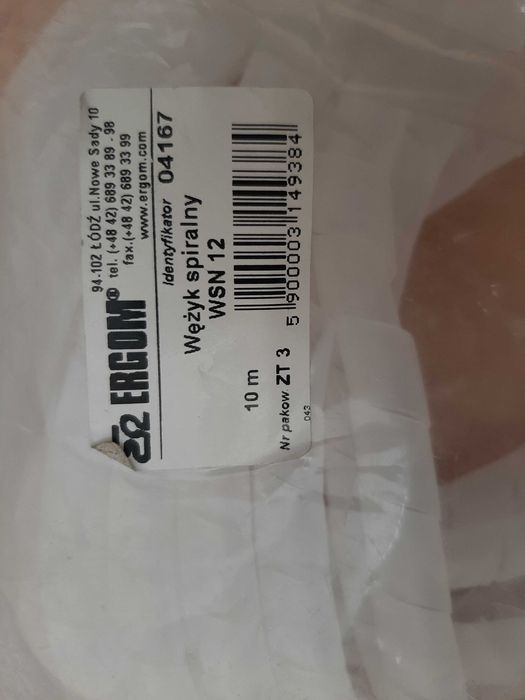 94-102 ŁÓDŹ ul.Nowe Sady 10
tel. (+48 42) 689 33 89 - 98
fax.(+48 42) 689 33 99
www.ergom.com
ERGOM®
Identyfikator 04167
Wężyk spiralny
WSN 12
10 m
5 900003 149384
Nr pakow ZT 3
043